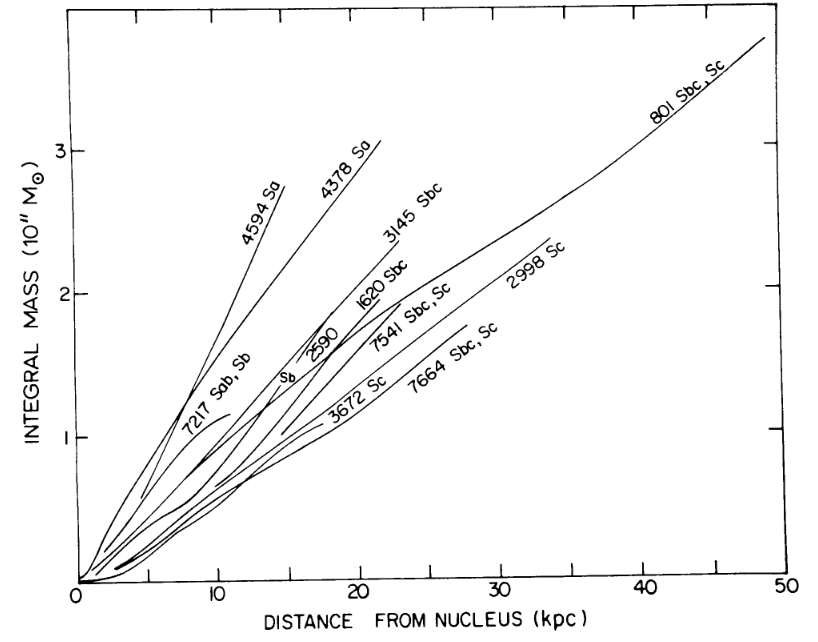 INTEGRAL MASS (10¹¹ M☉)
3
2
1
0
10
20
30
40
50
DISTANCE FROM NUCLEUS (kpc)
4594 Sa
4378 Sa
7217 Sab, Sb
3145 Sbc
1620 Sbc
2590
Sb
801 Sbc, Sc
7541 Sbc, Sc
2998 Sc
3672 Sc
7664 Sbc, Sc